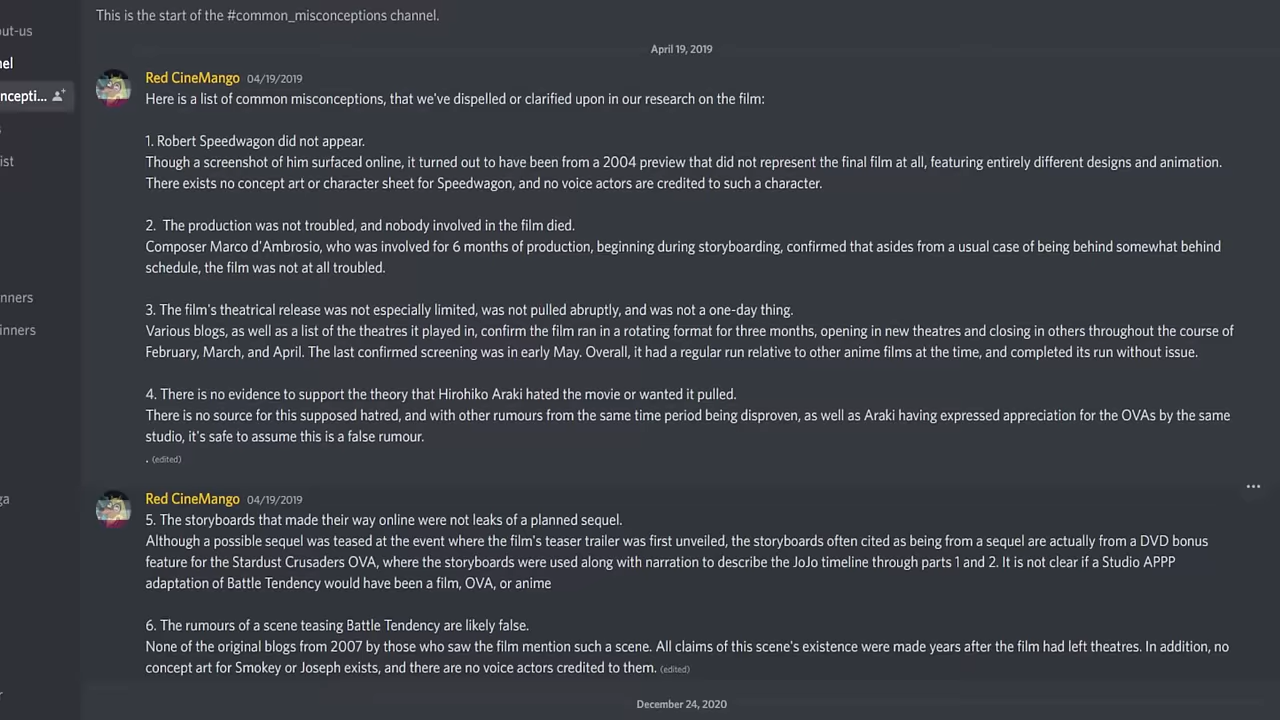 This is the start of the #common_misconceptions channel.
out-us
April 19, 2019
nel
Red CineMango 04/19/2019
ncepti...
Here is a list of common misconceptions, that we've dispelled or clarified upon in our research on the film:
s
1. Robert Speedwagon did not appear.
ist
Though a screenshot of him surfaced online, it turned out to have been from a 2004 preview that did not represent the final film at all, featuring entirely different designs and animation.
There exists no concept art or character sheet for Speedwagon, and no voice actors are credited to such a character.
2. The production was not troubled, and nobody involved in the film died.
Composer Marco d'Ambrosio, who was involved for 6 months of production, beginning during storyboarding, confirmed that asides from a usual case of being behind somewhat behind
schedule, the film was not at all troubled.
nners
3. The film's theatrical release was not especially limited, was not pulled abruptly, and was not a one-day thing.
inners
Various blogs, as well as a list of the theatres it played in, confirm the film ran in a rotating format for three months, opening in new theatres and closing in others throughout the course of
February, March, and April. The last confirmed screening was in early May. Overall, it had a regular run relative to other anime films at the time, and completed its run without issue.
4. There is no evidence to support the theory that Hirohiko Araki hated the movie or wanted it pulled.
There is no source for this supposed hatred, and with other rumours from the same time period being disproven, as well as Araki having expressed appreciation for the OVAs by the same
studio, it's safe to assume this is a false rumour.
. (edited)
ga
Red CineMango 04/19/2019
5. The storyboards that made their way online were not leaks of a planned sequel.
Although a possible sequel was teased at the event where the film's teaser trailer was first unveiled, the storyboards often cited as being from a sequel are actually from a DVD bonus
feature for the Stardust Crusaders OVA, where the storyboards were used along with narration to describe the JoJo timeline through parts 1 and 2. It is not clear if a Studio APPP
adaptation of Battle Tendency would have been a film, OVA, or anime
6. The rumours of a scene teasing Battle Tendency are likely false.
None of the original blogs from 2007 by those who saw the film mention such a scene. All claims of this scene's existence were made years after the film had left theatres. In addition, no
concept art for Smokey or Joseph exists, and there are no voice actors credited to them. (edited)
r
December 24, 2020